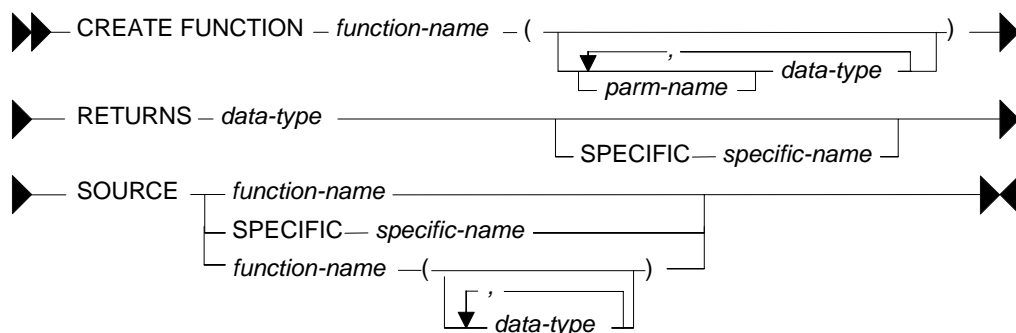 CREATE FUNCTION function-name ( )
,
parm-name data-type
RETURNS data-type
SPECIFIC specific-name
SOURCE function-name
SPECIFIC specific-name
function-name ( )
,
data-type